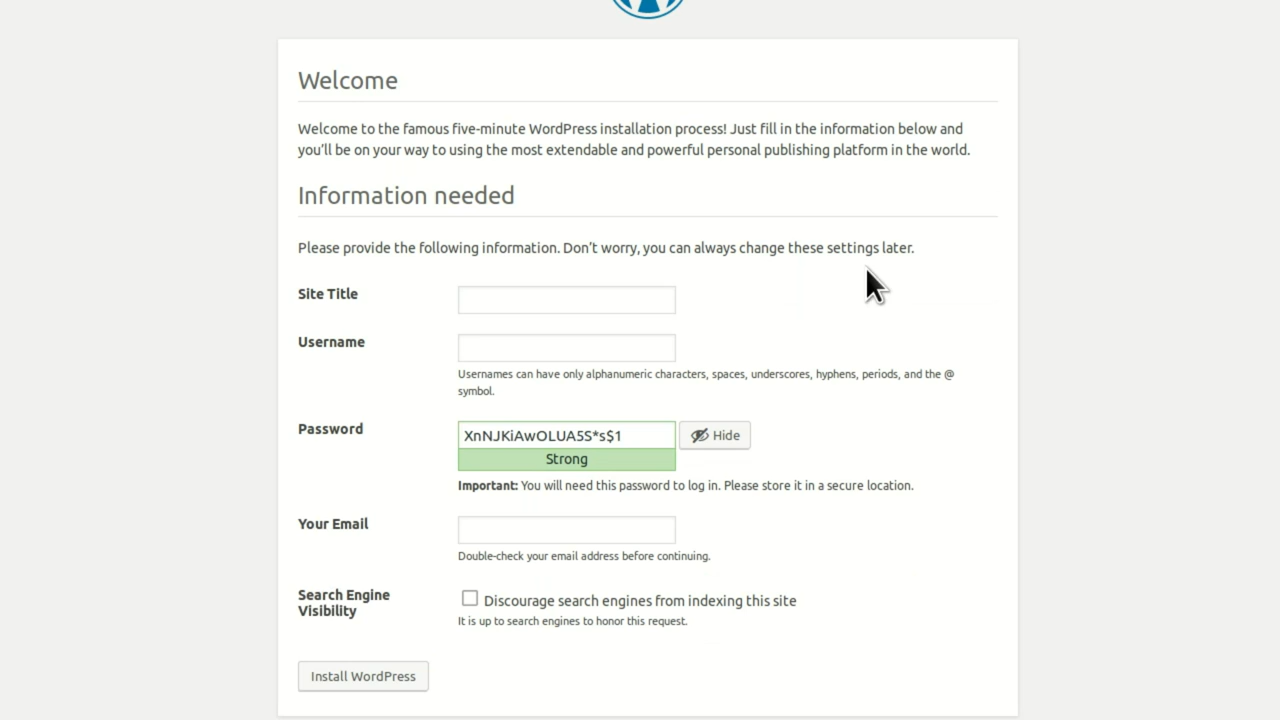 Welcome
Welcome to the famous five-minute WordPress installation process! Just fill in the information below and
you'll be on your way to using the most extendable and powerful personal publishing platform in the world.
Information needed
Please provide the following information. Don't worry, you can always change these settings later.
Site Title
Username
Usernames can have only alphanumeric characters, spaces, underscores, hyphens, periods, and the @
symbol.
Password
XnNJKiAwOLUA5S*s$1
Hide
Strong
Important: You will need this password to log in. Please store it in a secure location.
Your Email
Double-check your email address before continuing.
Search Engine
Visibility
Discourage search engines from indexing this site
It is up to search engines to honor this request.
Install WordPress